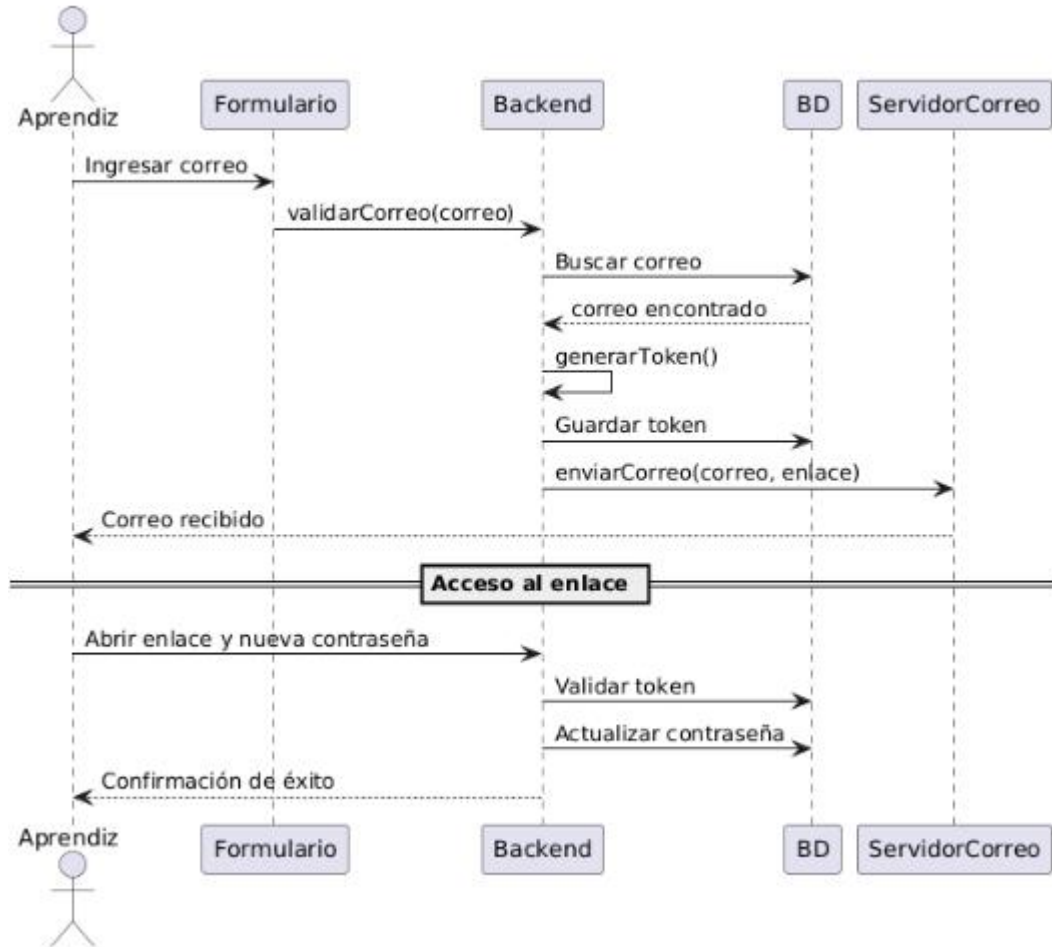 Aprendiz
Formulario
Backend
BD
ServidorCorreo
Ingresar correo
validarCorreo(correo)
Buscar correo
correo encontrado
generarToken()
Guardar token
enviarCorreo(correo, enlace)
Correo recibido
Acceso al enlace
Abrir enlace y nueva contraseña
Validar token
Actualizar contraseña
Confirmación de éxito
Aprendiz
Formulario
Backend
BD
ServidorCorreo